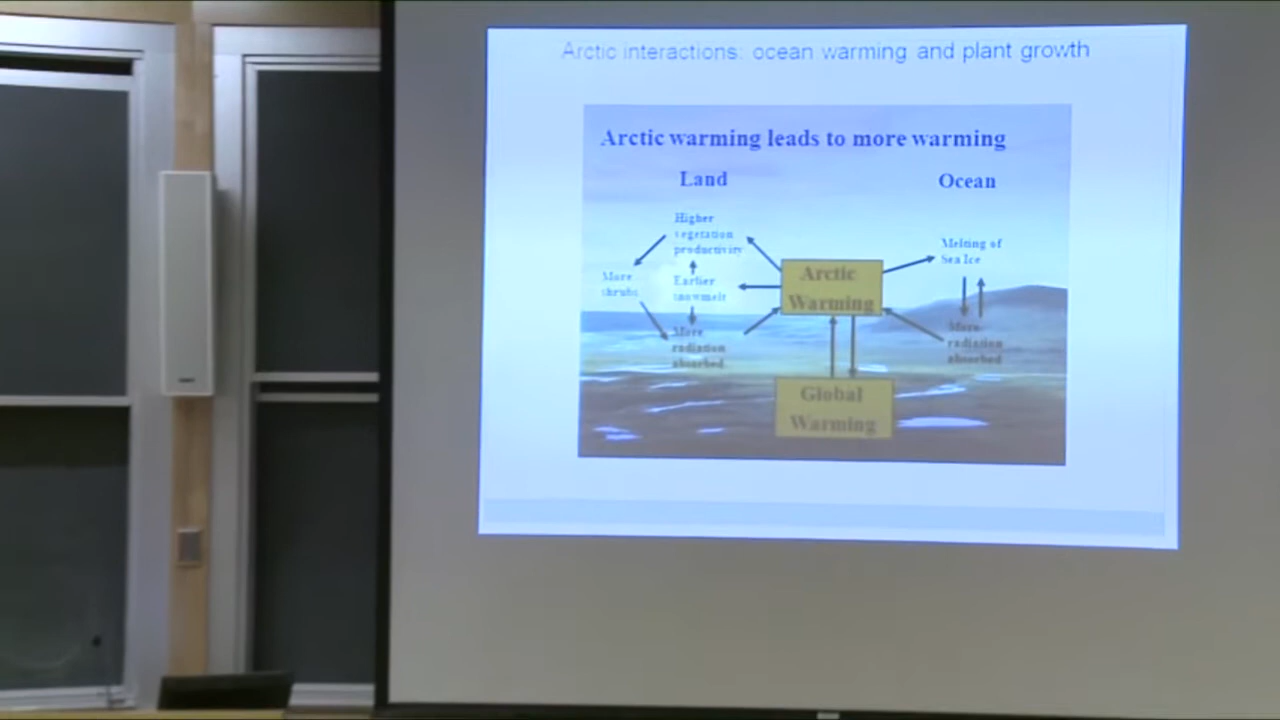 Arctic interactions: ocean warming and plant growth
Arctic warming leads to more warming
Land
Ocean
Higher
vegetation
productivity
More
shrubs
Earlier
snowmelt
More
radiation
absorbed
Arctic
Warming
Melting of
Sea Ice
More
radiation
absorbed
Global
Warming